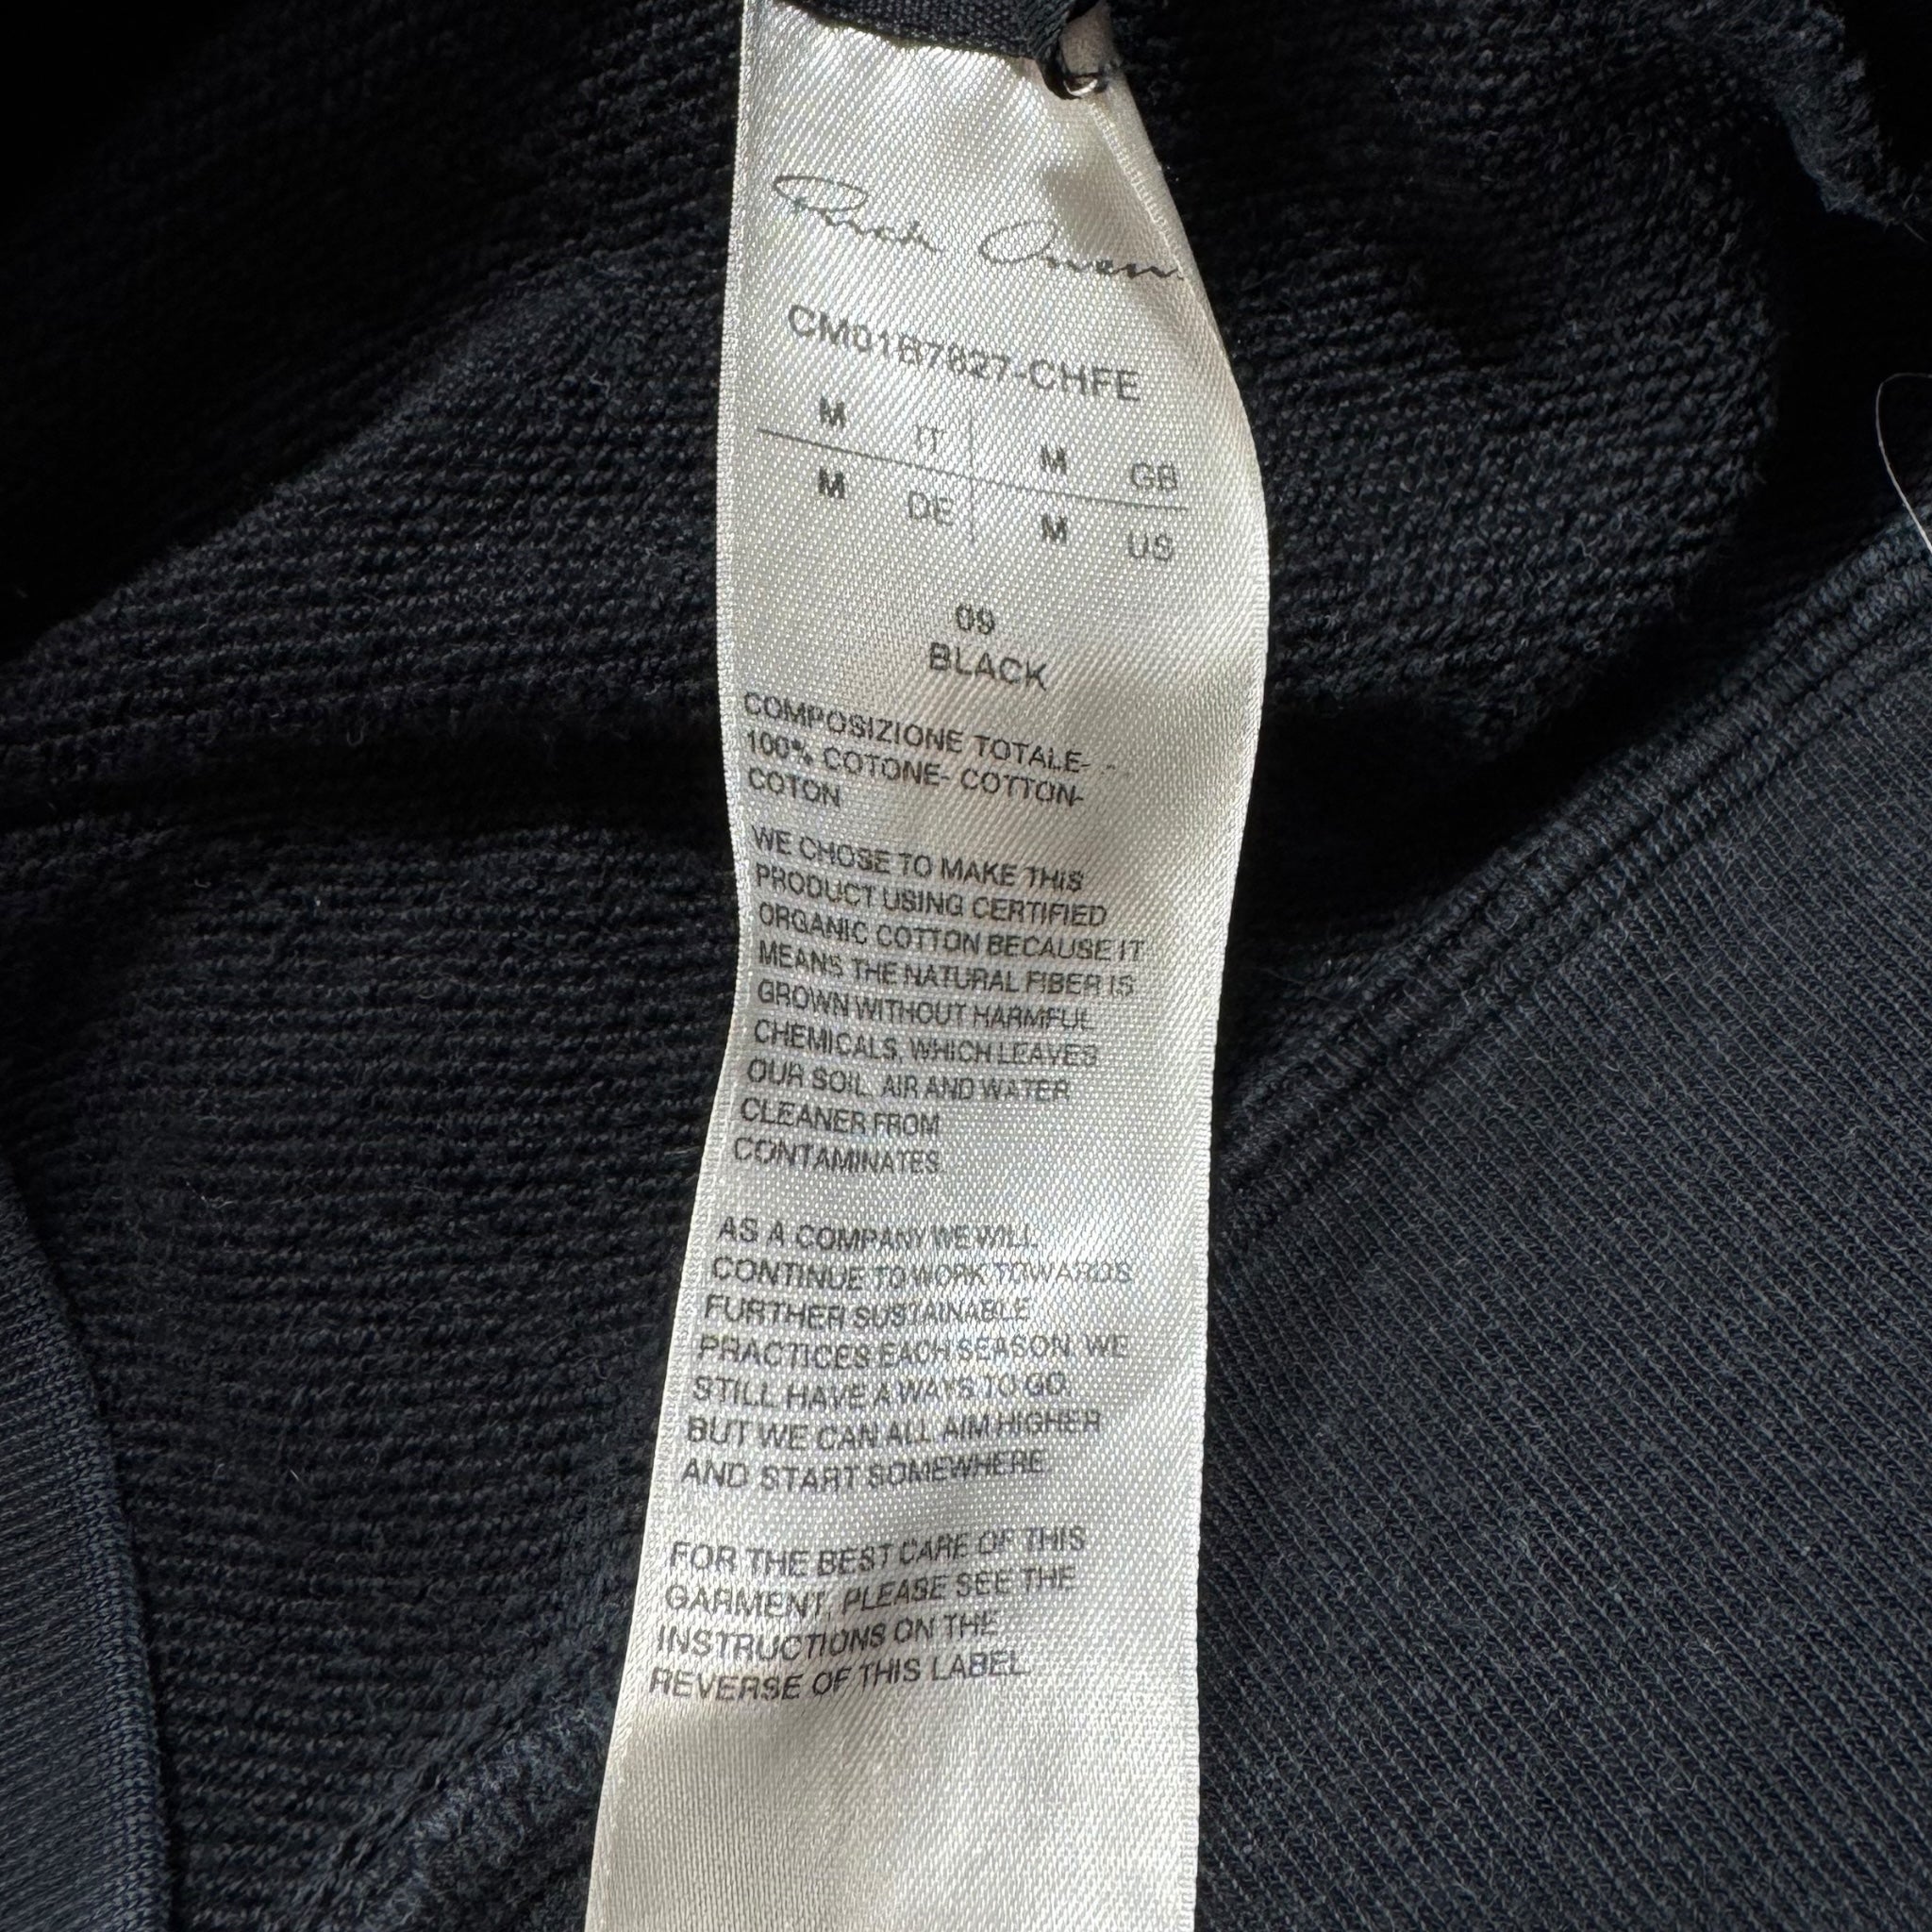 Rick Owens
CM01B7827-CHFE
M IT M GB
M DE M US
09
BLACK
COMPOSIZIONE TOTALE- -
100% COTONE- COTTON-
COTON
WE CHOSE TO MAKE THIS
PRODUCT USING CERTIFIED
ORGANIC COTTON BECAUSE IT
MEANS THE NATURAL FIBER IS
GROWN WITHOUT HARMFUL
CHEMICALS, WHICH LEAVES
OUR SOIL, AIR AND WATER
CLEANER FROM
CONTAMINATES.
AS A COMPANY WE WILL
CONTINUE TO WORK TOWARDS
FURTHER SUSTAINABLE
PRACTICES EACH SEASON. WE
STILL HAVE A WAYS TO GO,
BUT WE CAN ALL AIM HIGHER
AND START SOMEWHERE.
FOR THE BEST CARE OF THIS
GARMENT, PLEASE SEE THE
INSTRUCTIONS ON THE
REVERSE OF THIS LABEL.